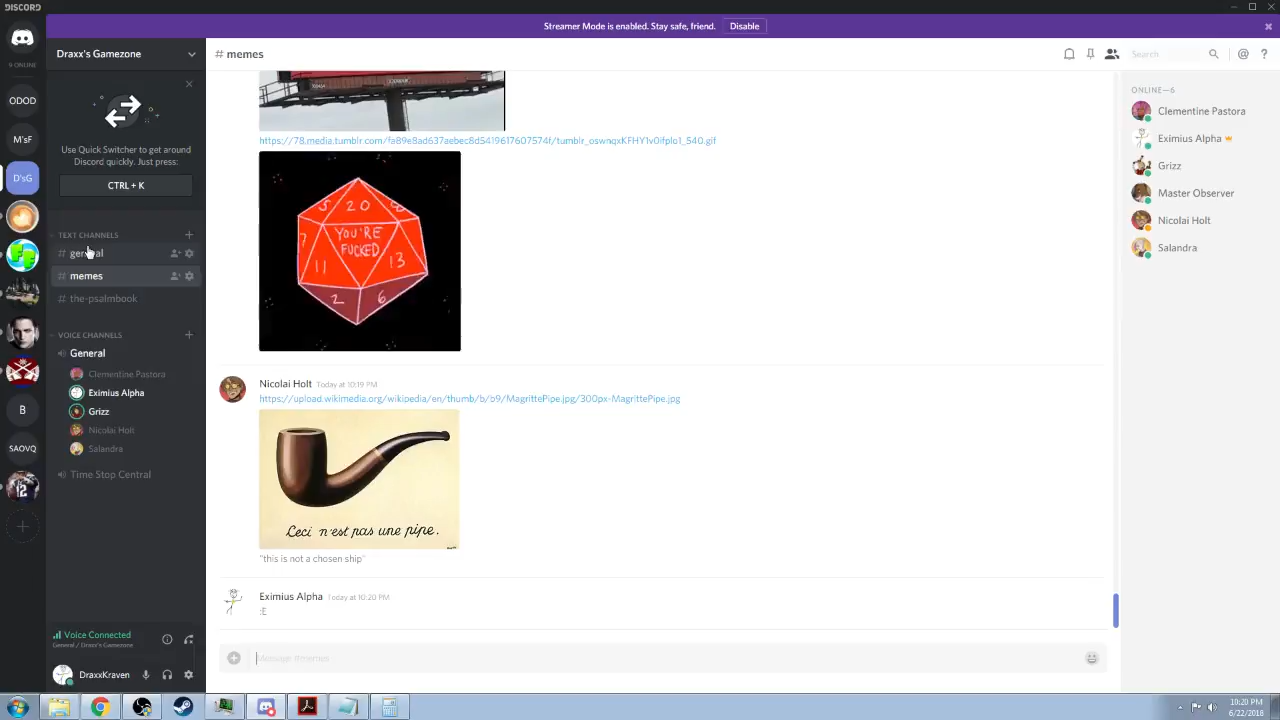 DISCORD
Streamer Mode is enabled. Stay safe, friend.
Disable
9 ONLINE
Draxx's Gamezone
# memes
Search
@
?
https://78.media.tumblr.com/fa89e8ad637aebec8d5419617607574f/tumblr_oswnqxKFHY1v0ifplo1_540.gif
ONLINE—6
Clementine Pastora
Eximius Alpha
Grizz
Master Observer
Nicolai Holt
Salandra
Use Quick Switcher to get around
Discord quickly. Just press:
CTRL + K
D'sG
TEXT CHANNELS
# general
# memes
# the-psalmbook
VOICE CHANNELS
General
Clementine Pastora
Eximius Alpha
Grizz
Nicolai Holt
Salandra
Time Stop Central
B
5
20
8
7
YOU'RE
FUCKED
11
13
2
6
Nicolai Holt Today at 10:19 PM
https://upload.wikimedia.org/wikipedia/en/thumb/b/b9/MagrittePipe.jpg/300px-MagrittePipe.jpg
Ceci n'est pas une pipe.
"this is not a chosen ship"
Eximius Alpha Today at 10:20 PM
:E
Message #memes
Voice Connected
General / Draxx's Gamezone
DraxxKraven
10:20 PM
6/22/2018